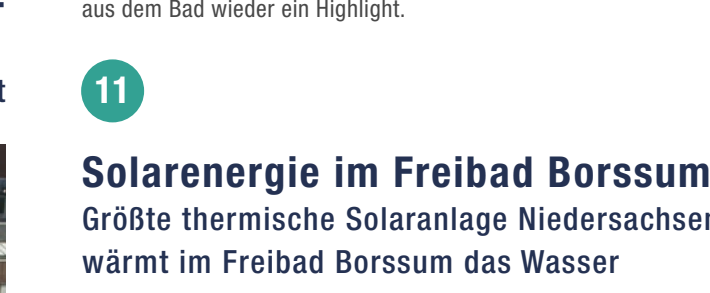 aus dem Bad wieder ein Highlight.
11
Solarenergie im Freibad Borssum
Größte thermische Solaranlage
wärmt im Freibad Borssum das Wasser